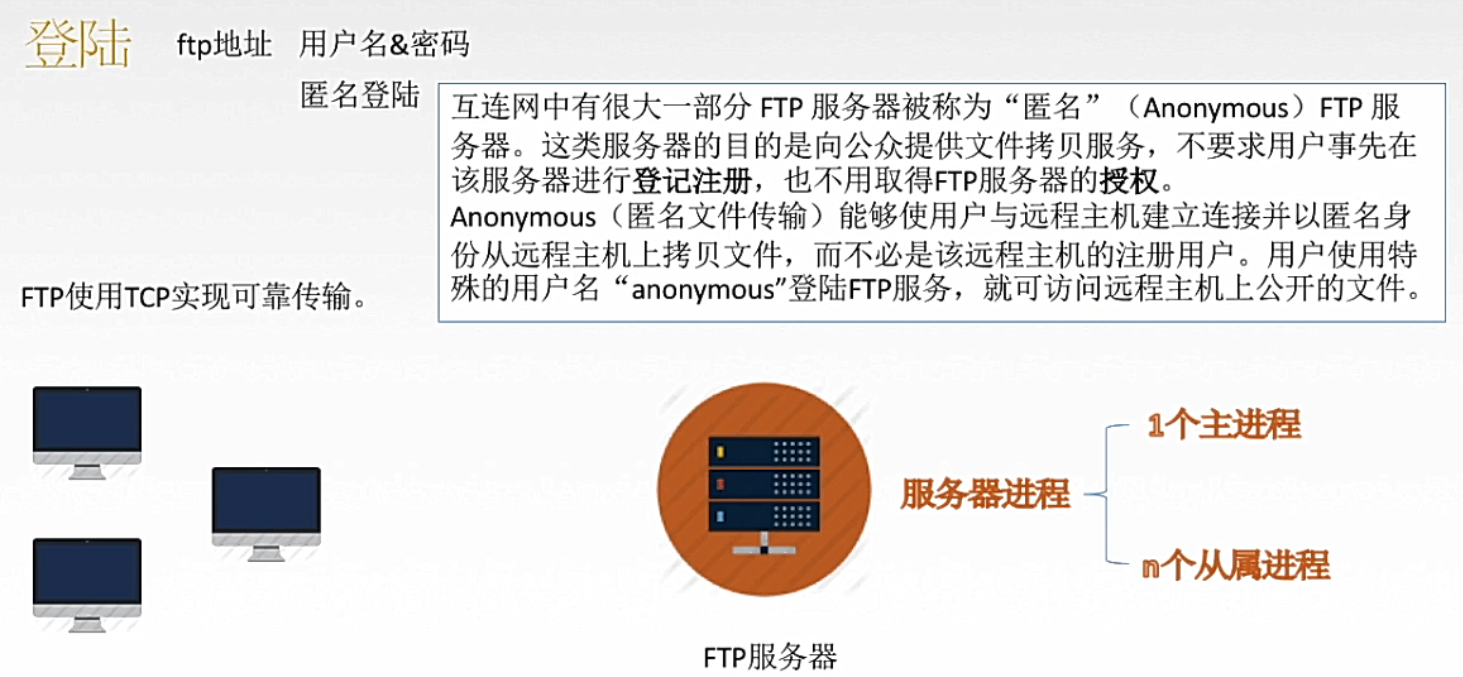 登陆 ftp地址 用户名&密码
匿名登陆
互连网中有很大一部分 FTP 服务器被称为“匿名”（Anonymous）FTP 服
务器。这类服务器的目的是向公众提供文件拷贝服务，不要求用户事先在
该服务器进行登记注册，也不用取得FTP服务器的授权。
Anonymous（匿名文件传输）能够使用户与远程主机建立连接并以匿名身
份从远程主机上拷贝文件，而不必是该远程主机的注册用户。用户使用特
殊的用户名“anonymous”登陆FTP服务，就可访问远程主机上公开的文件。
FTP使用TCP实现可靠传输。
1个主进程
服务器进程
n个从属进程
FTP服务器